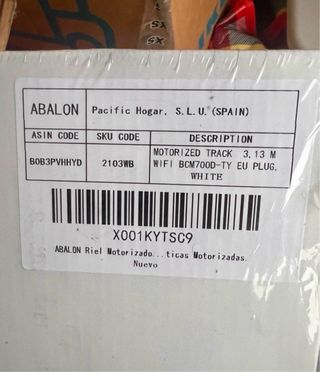 ABALON Pacific Hogar, S.L.U. (SPAIN)
ASIN CODE SKU CODE DESCRIPTION
B0B3PVHHYD 2103WB MOTORIZED TRACK 3.13 M
WIFI BCM700D-TY EU PLUG,
WHITE
X001KYTSC9
ABALON Riel Motorizado...ticas Motorizadas.
Nuevo